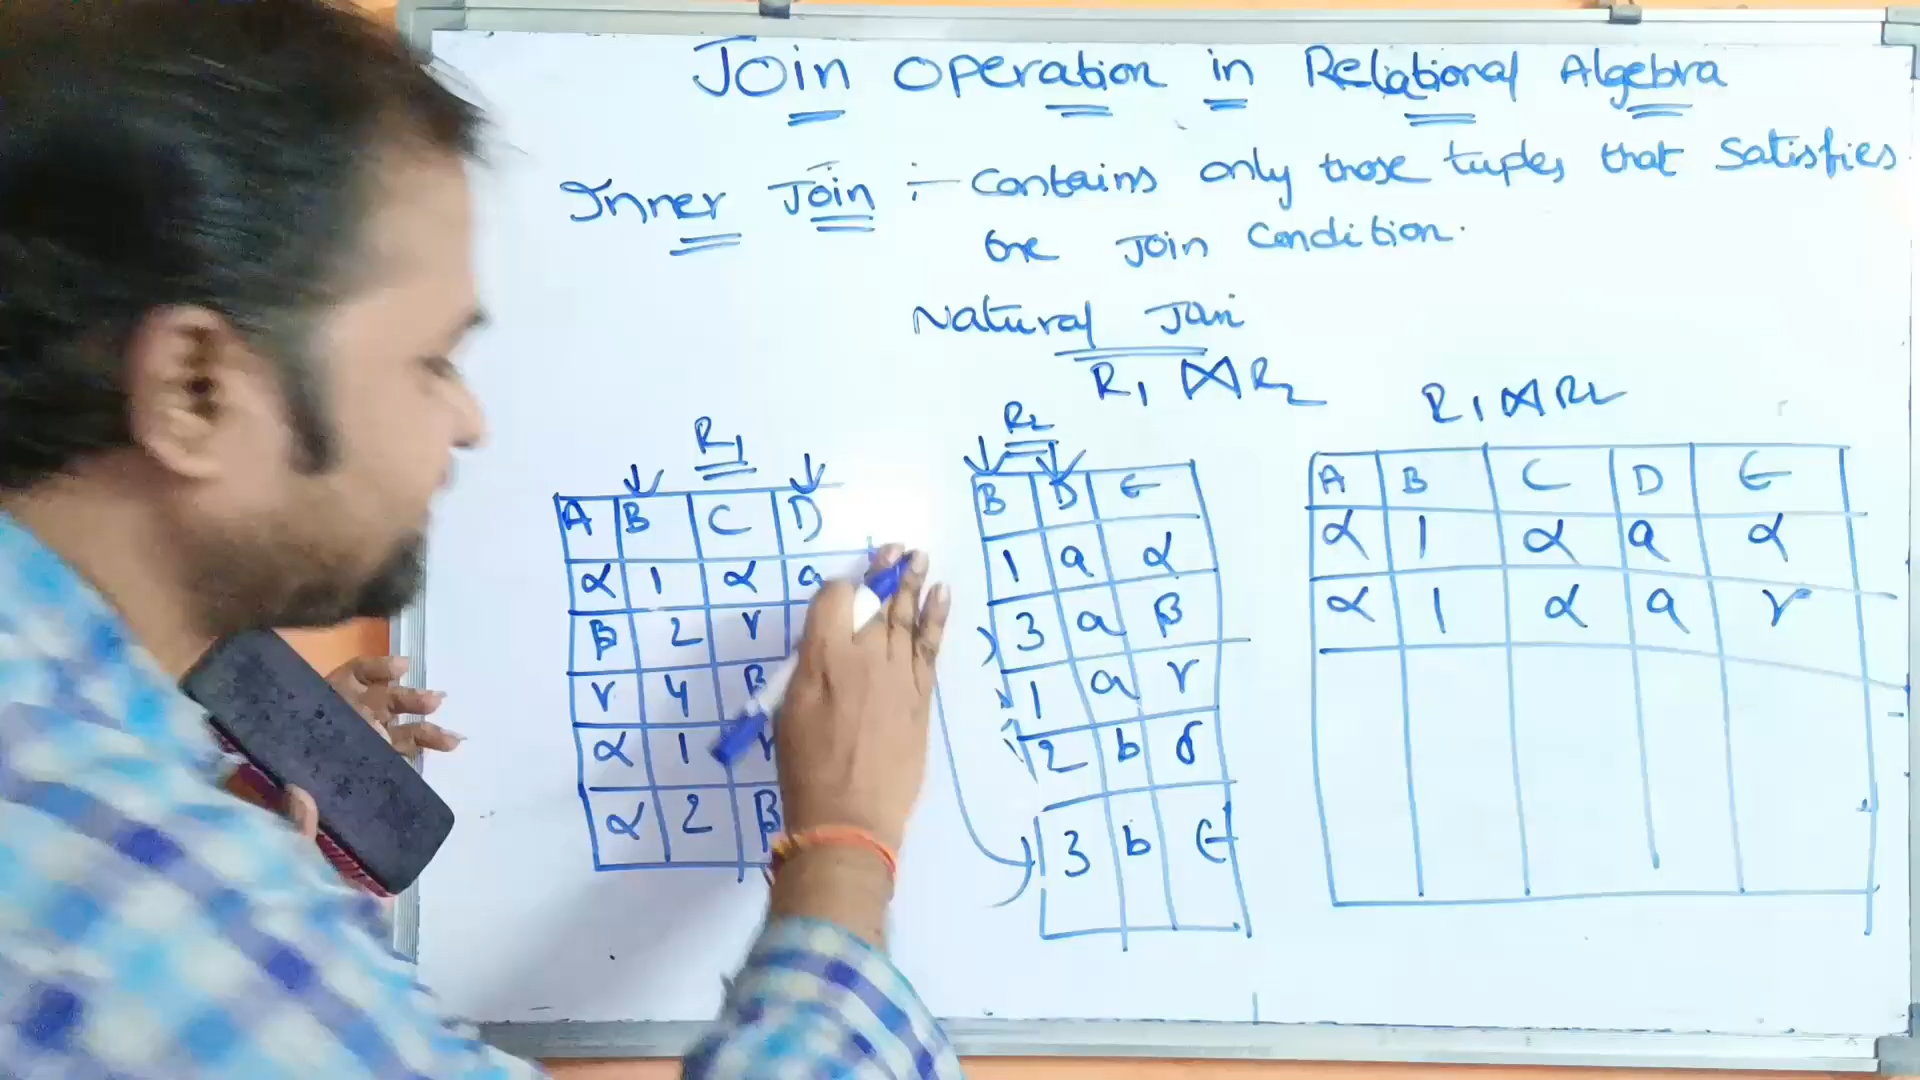 Join Operation in Relational Algebra
Inner Join :- Contains only those tuples that Satisfies
the Join Condition.
Natural Join
R1 ⋈ R2
R1
A B C D
α 1 α a
β 2 γ
γ 4 β
α 1 γ
α 2 β
R2
B D E
1 a α
3 a β
1 a γ
2 b δ
3 b ϵ
R1 ⋈ R2
A B C D E
α 1 α a α
α 1 α a γ